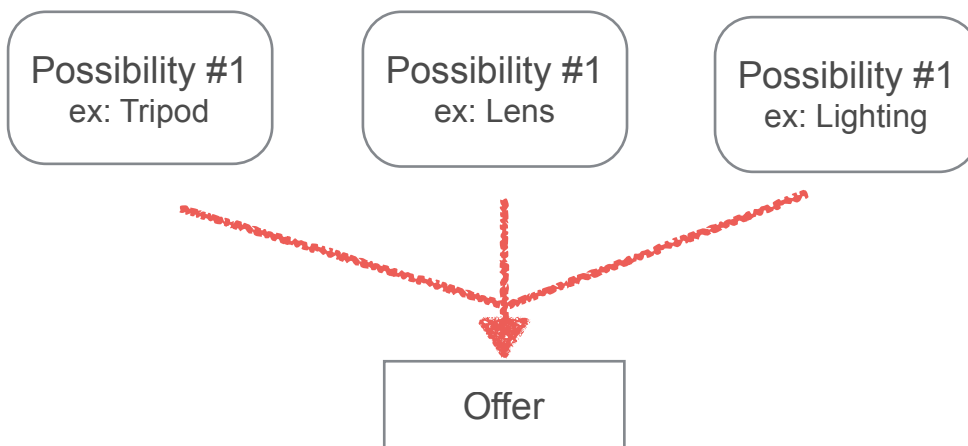 Possibility #1
ex: Tripod
Possibility #1
ex: Lens
Possibility #1
ex: Lighting
Offer